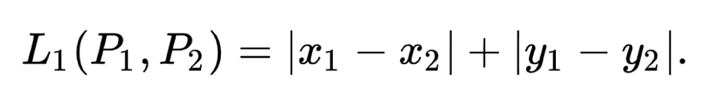 L₁(P₁, P₂) = |x₁ − x₂| + |y₁ − y₂|.